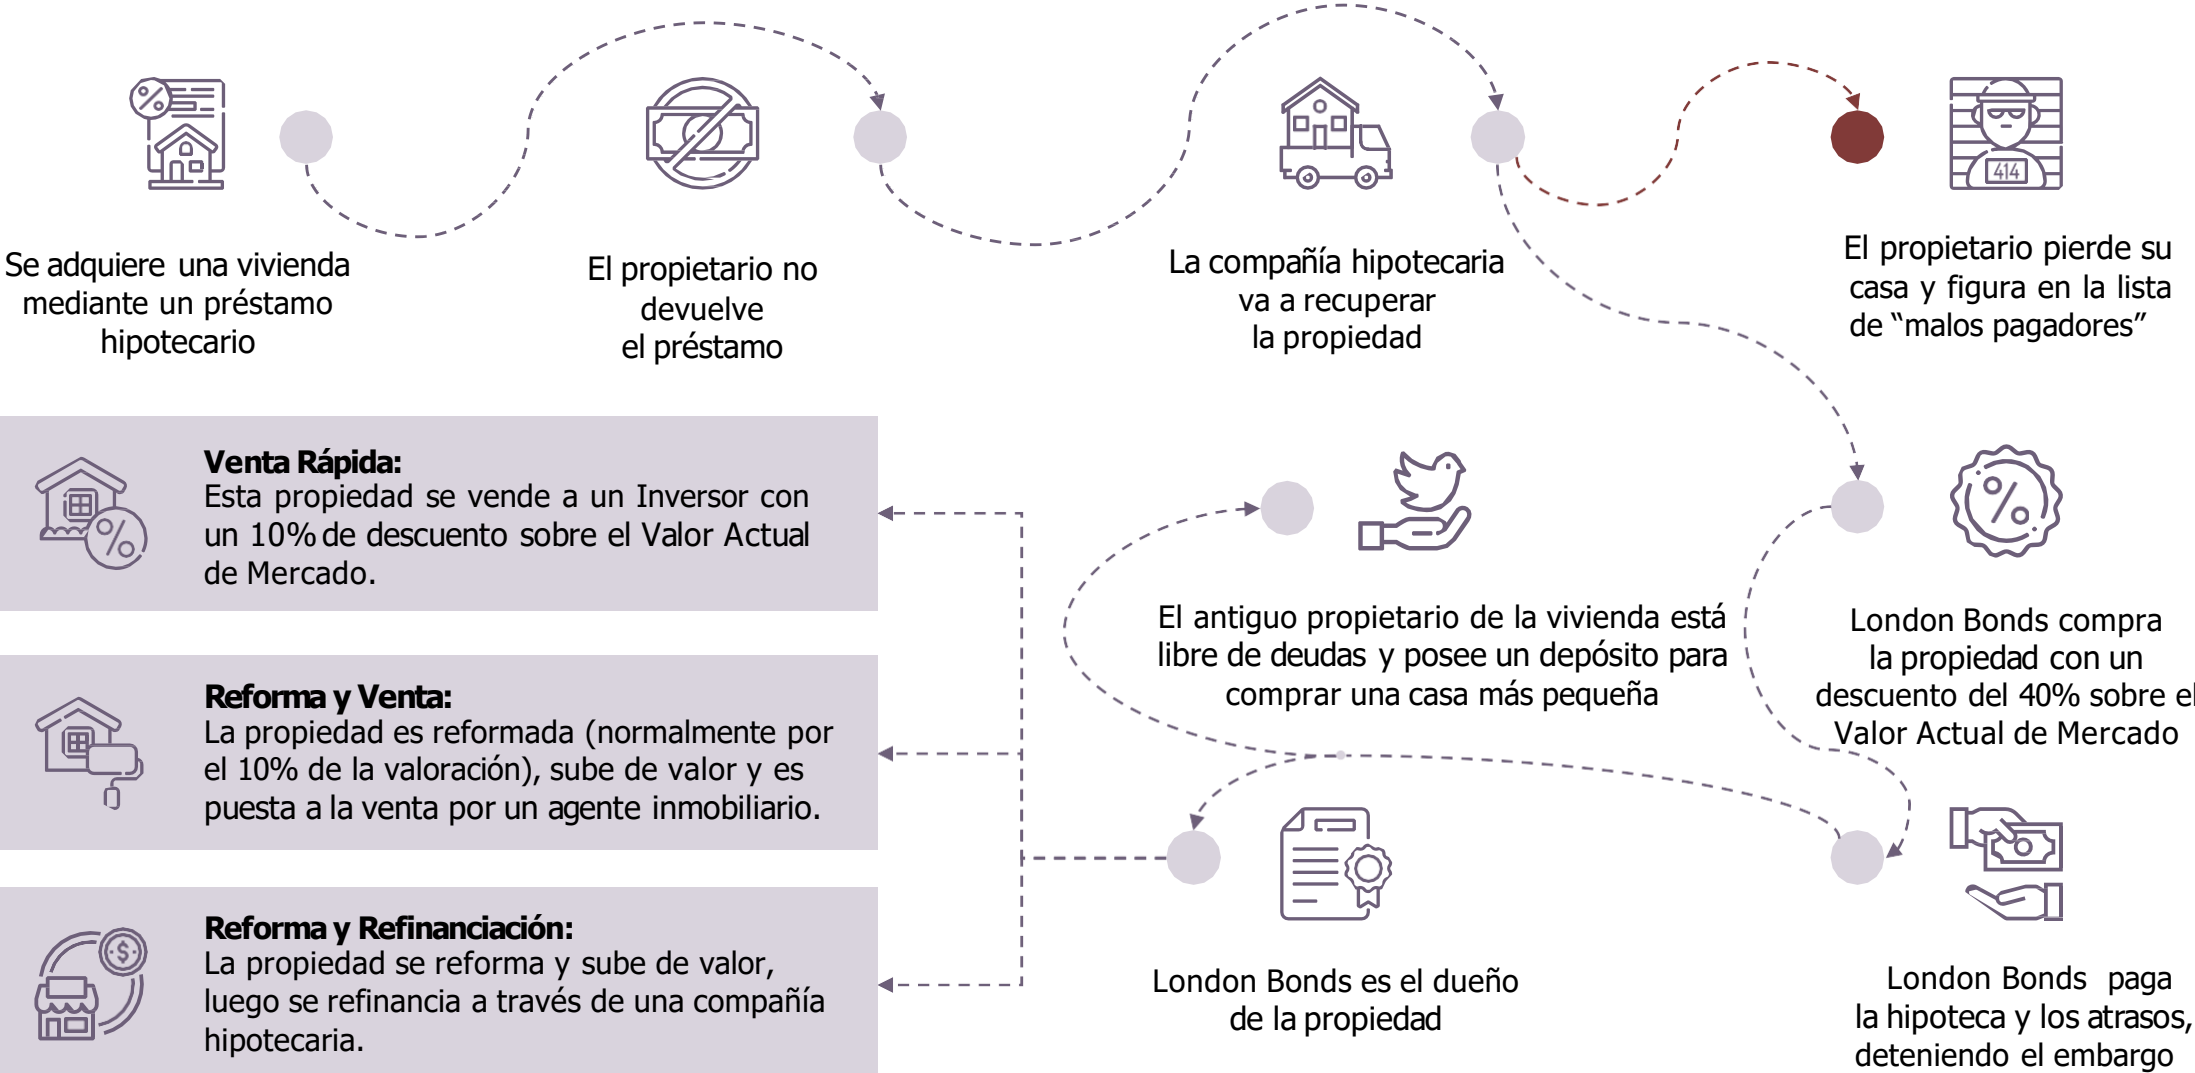 Se adquiere una vivienda
mediante un préstamo
hipotecario
El propietario no
devuelve
el préstamo
La compañía hipotecaria
va a recuperar
la propiedad
414
El propietario pierde su
casa y figura en la lista
de “malos pagadores”
Venta Rápida:
Esta propiedad se vende a un Inversor con
un 10% de descuento sobre el Valor Actual
de Mercado.
El antiguo propietario de la vivienda está
libre de deudas y posee un depósito para
comprar una casa más pequeña
London Bonds compra
la propiedad con un
descuento del 40% sobre el
Valor Actual de Mercado
Reforma y Venta:
La propiedad es reformada (normalmente por
el 10% de la valoración), sube de valor y es
puesta a la venta por un agente inmobiliario.
Reforma y Refinanciación:
La propiedad se reforma y sube de valor,
luego se refinancia a través de una compañía
hipotecaria.
London Bonds es el dueño
de la propiedad
London Bonds paga
la hipoteca y los atrasos,
deteniendo el embargo